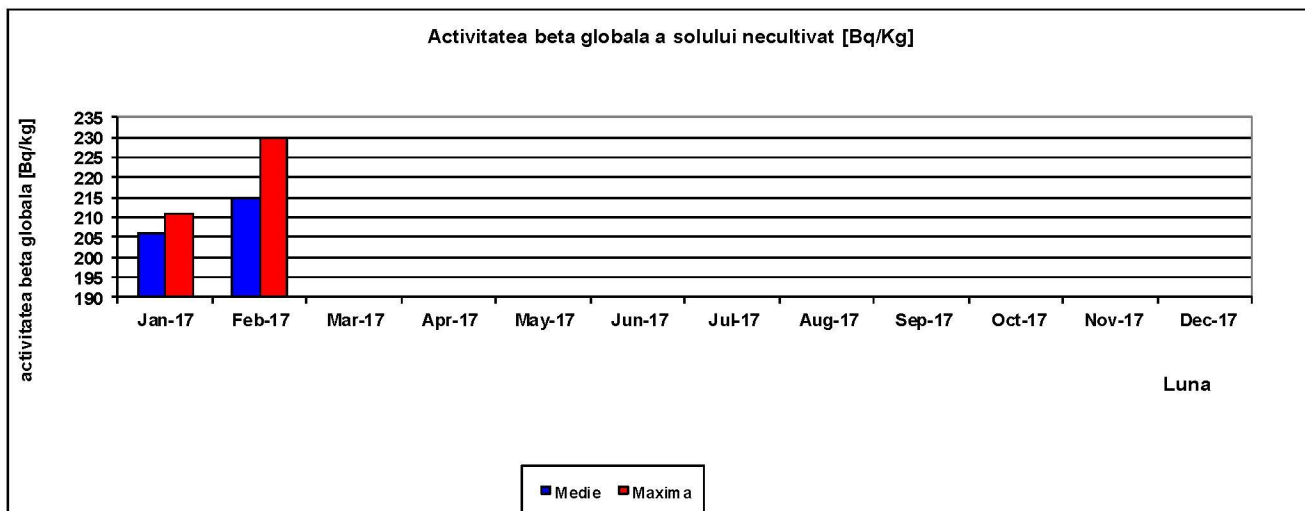 Activitatea beta globala a solului necultivat [Bq/Kg]
activitatea beta globala [Bq/kg]
235
230
225
220
215
210
205
200
195
190
Jan-17 Feb-17 Mar-17 Apr-17 May-17 Jun-17 Jul-17 Aug-17 Sep-17 Oct-17 Nov-17 Dec-17
Luna
Medie Maxima